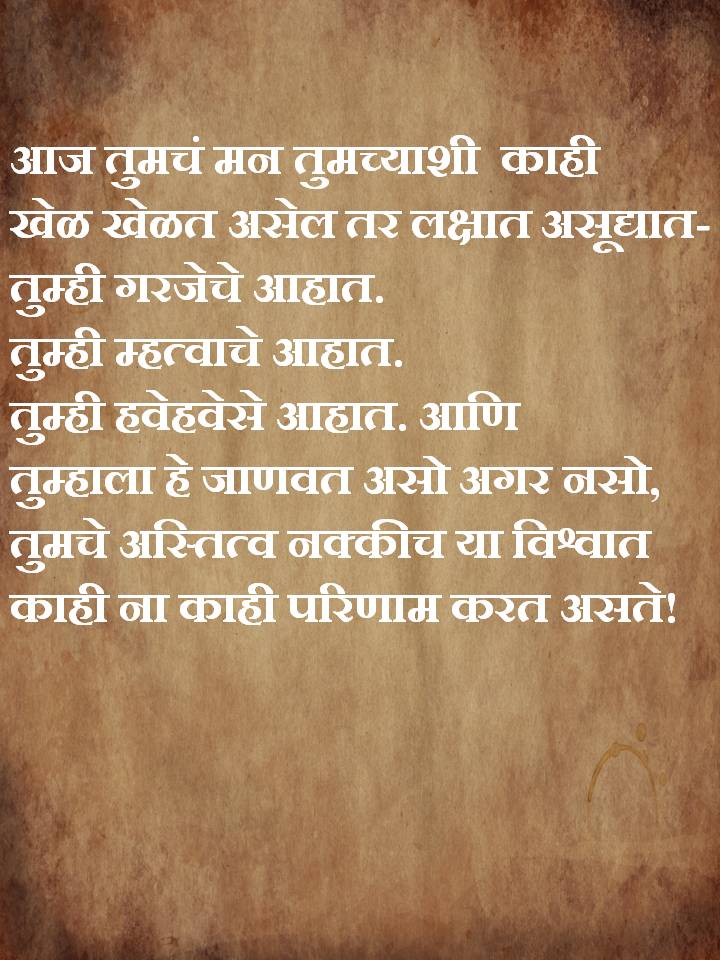 आज तुमचं मन तुमच्याशी  काही
खेळ खेळत असेल तर लक्षात असूद्यात-
तुम्ही गरजेचे आहात.
तुम्ही म्हत्वाचे आहात.
तुम्ही हवेहवेसे आहात. आणि
तुम्हाला हे जाणवत असो अगर नसो,
तुमचे अस्तित्व नक्कीच या विश्वात
काही ना काही परिणाम करत असते!